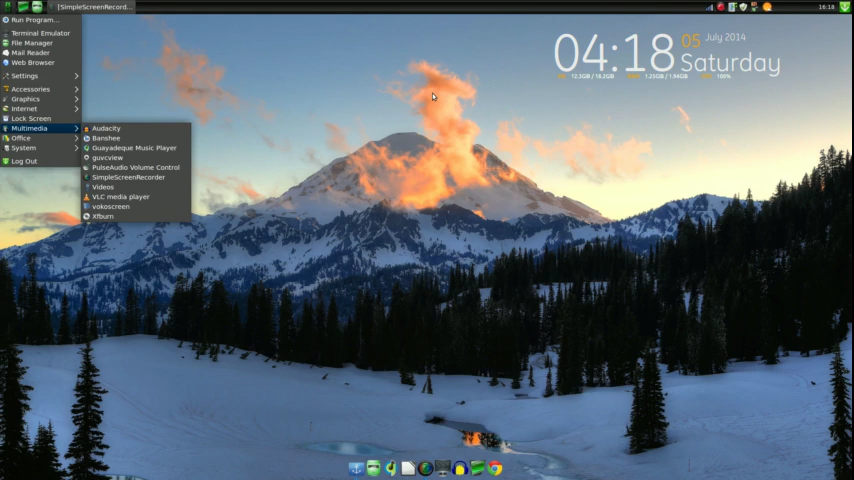 [SimpleScreenRecord...
16:18
Run Program...
Terminal Emulator
File Manager
Mail Reader
Web Browser
Settings
Accessories
Graphics
Internet
Lock Screen
Multimedia
Office
System
Log Out
Audacity
Banshee
Guayadeque Music Player
guvcview
PulseAudio Volume Control
SimpleScreenRecorder
Videos
VLC media player
vokoscreen
Xfburn
04:18
05 July 2014
Saturday
12.3GB / 18.2GB
1.25GB / 1.94GB
100%